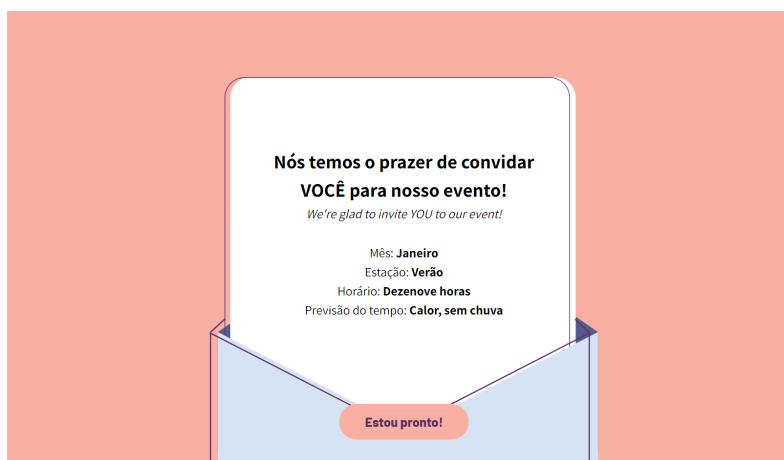 Nós temos o prazer de convidar
VOCÊ para nosso evento!
We're glad to invite YOU to our event!
Mês: Janeiro
Estação: Verão
Horário: Dezenove horas
Previsão do tempo: Calor, sem chuva
Estou pronto!